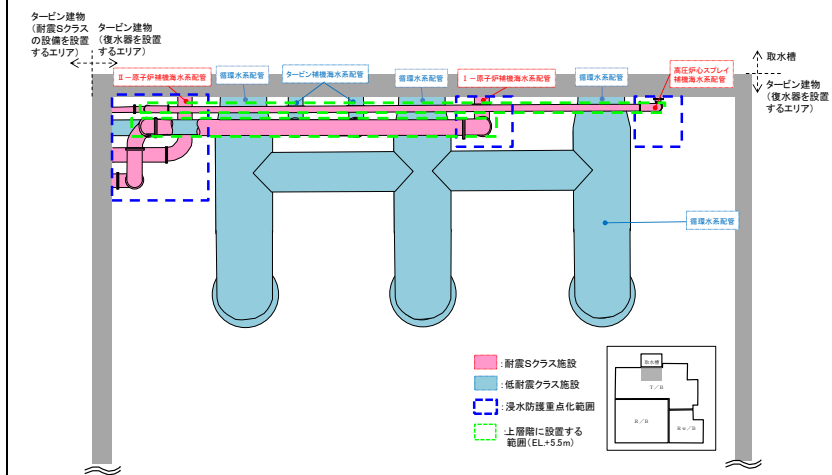 タービン建物
(耐震Sクラス
の設備を設置
するエリア)
タービン建物
(復水器を設置
するエリア)
Ⅱ－原子炉補機海水系配管
循環水系配管
タービン補機海水系配管
循環水系配管
Ⅰ－原子炉補機海水系配管
循環水系配管
高圧炉心スプレイ
補機海水系配管
取水槽
タービン建物
(復水器を設置
するエリア)
循環水系配管
:耐震Sクラス施設
:低耐震クラス施設
:浸水防護重点化範囲
:上層階に設置する
範囲(EL.+5.5m)
取水槽
T／B
R／B
Rw／B